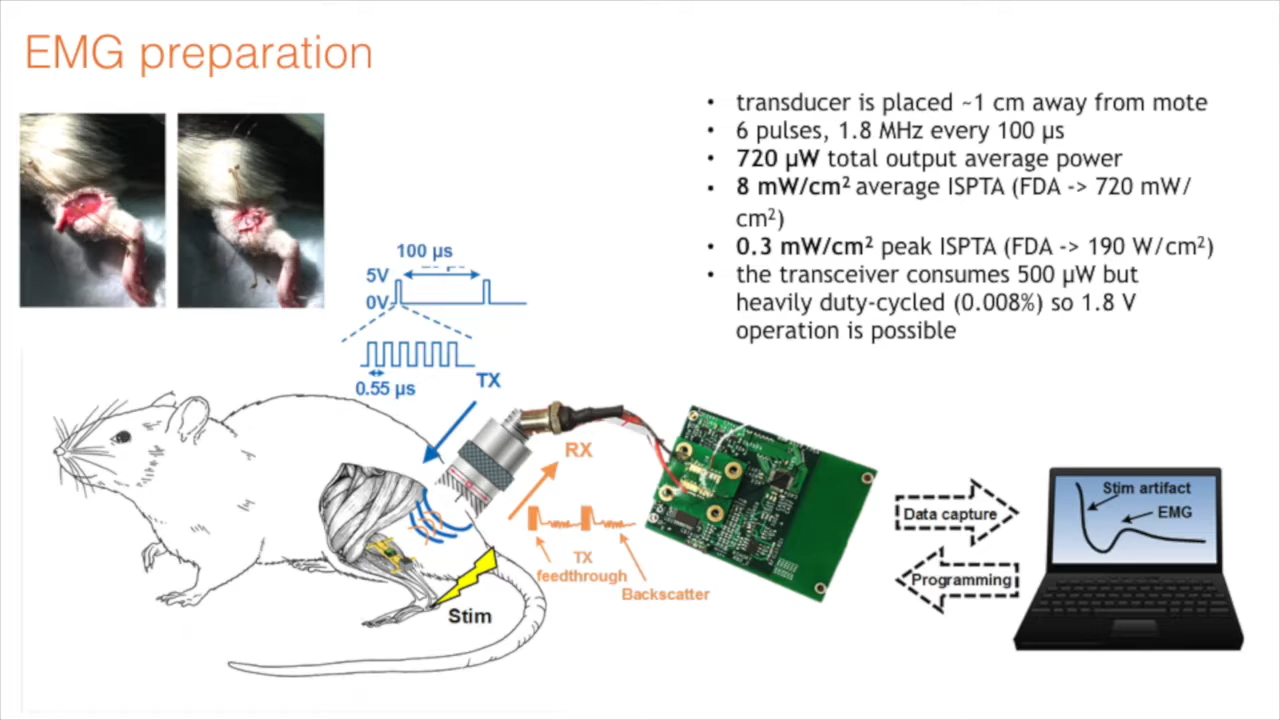 EMG preparation
• transducer is placed ~1 cm away from mote
• 6 pulses, 1.8 MHz every 100 μs
• 720 μW total output average power
• 8 mW/cm² average ISPTA (FDA -> 720 mW/
cm²)
• 0.3 mW/cm² peak ISPTA (FDA -> 190 W/cm²)
• the transceiver consumes 500 μW but
heavily duty-cycled (0.008%) so 1.8 V
operation is possible
100 μs
5V
0V
0.55 μs
TX
RX
TX
feedthrough
Backscatter
Stim
Data capture
Programming
Stim artifact
EMG